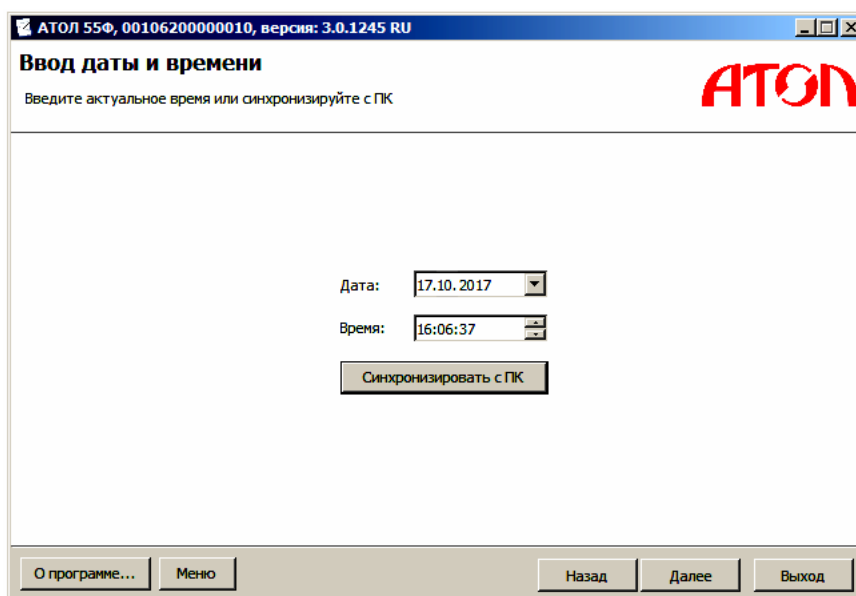 АТОЛ 55Ф, 00106200000010, версия: 3.0.1245 RU
Ввод даты и времени
Введите актуальное время или синхронизируйте с ПК
АТОЛ
Дата: 17.10.2017
Время: 16:06:37
Синхронизировать с ПК
О программе... Меню Назад Далее Выход